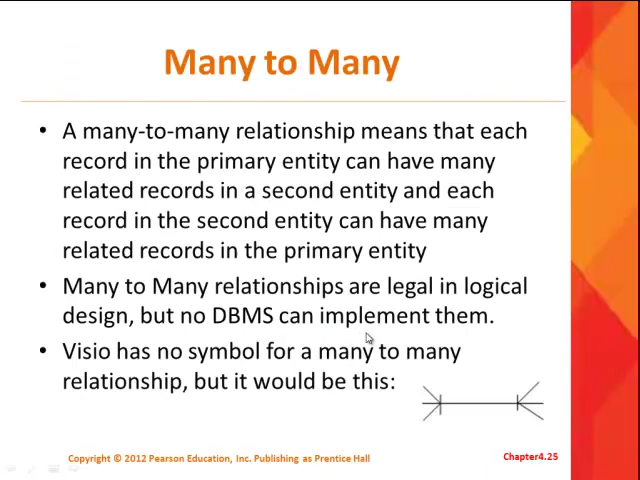 Many to Many
• A many-to-many relationship means that each
record in the primary entity can have many
related records in a second entity and each
record in the second entity can have many
related records in the primary entity
• Many to Many relationships are legal in logical
design, but no DBMS can implement them.
• Visio has no symbol for a many to many
relationship, but it would be this:
Copyright © 2012 Pearson Education, Inc. Publishing as Prentice Hall
Chapter4.25